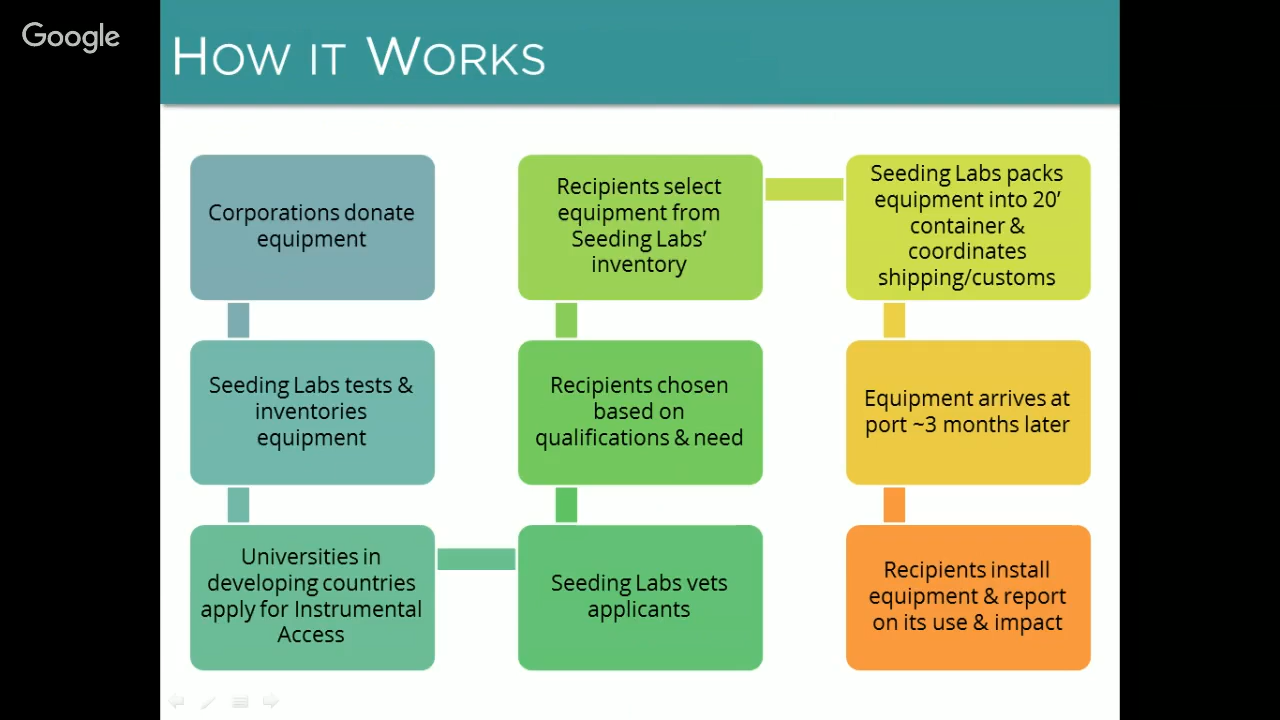 Google
HOW IT WORKS
Corporations donate
equipment
Seeding Labs tests &
inventories
equipment
Universities in
developing countries
apply for Instrumental
Access
Seeding Labs vets
applicants
Recipients chosen
based on
qualifications & need
Recipients select
equipment from
Seeding Labs’
inventory
Seeding Labs packs
equipment into 20’
container &
coordinates
shipping/customs
Equipment arrives at
port ~3 months later
Recipients install
equipment & report
on its use & impact